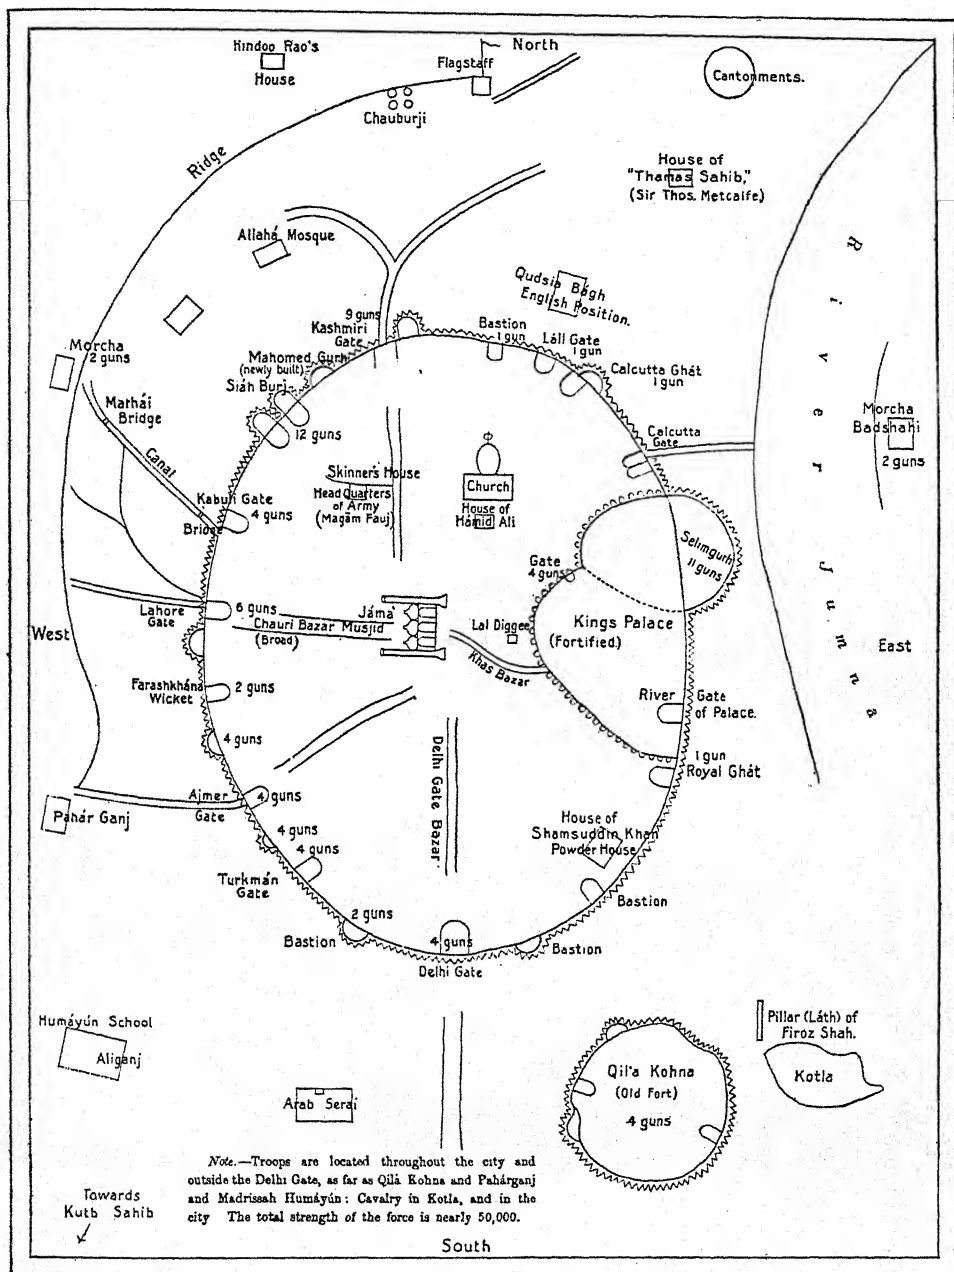 North
Hindoo Rao's
House
Flagstaff
Cantonments.
Chauburji
Ridge
House of
"Thamas Sahib,"
(Sir Thos. Metcalfe)
Allahá Mosque
River Jumna
Qudsia Bágh
English Position.
9 guns
Kashmiri
Gate
Bastion
1 gun
Láll Gate
1 gun
Morcha
2 guns
Mahomed Gurh
(newly built)
Calcutta Ghát
1 gun
Siáh Burj
12 guns
Mathái
Bridge
Morcha
Badshahi
2 guns
Calcutta
Gate
Canal
Skinner's House
Head Quarters
of Army
(Magâm Fauj)
Church
House of
Hámid Ali
Kabuh Gate
4 guns
Bridge
Selimgurh
11 guns
Gate
4 guns
Lahore
Gate
6 guns
Jáma'
Chauri Bazar Musjid
(Broad)
Lal Diggee
Kings Palace
(Fortified.)
West
East
Khas Bazar
Farashkhána
Wicket
2 guns
River Gate
of Palace.
4 guns
Delhi Gate Bazar.
1 gun
Royal Ghát
Ajmer
Gate
4 guns
Pahár Ganj
House of
Shamsuddin Khan
Powder House
4 guns
4 guns
Turkmán
Gate
Bastion
2 guns
Bastion
4 guns
Bastion
Delhi Gate
Humáyún School
Aliganj
Pillar (Láth) of
Firoz Shah.
Kotla
Qil'a Kohna
(Old Fort)
4 guns
Arab Serai
Note.—Troops are located throughout the city and
outside the Delhi Gate, as far as Qilá Kohna and Pahárganj
and Madrissah Humáyún: Cavalry in Kotla, and in the
city The total strength of the force is nearly 50,000.
Towards
Kutb Sahib
South